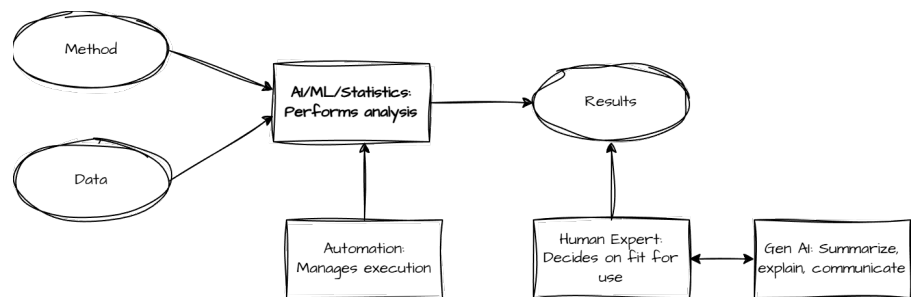 Method
AI/ML/Statistics:
Performs analysis
Results
Data
Automation:
Manages execution
Human Expert:
Decides on fit for
use
Gen AI: Summarize,
explain, communicate